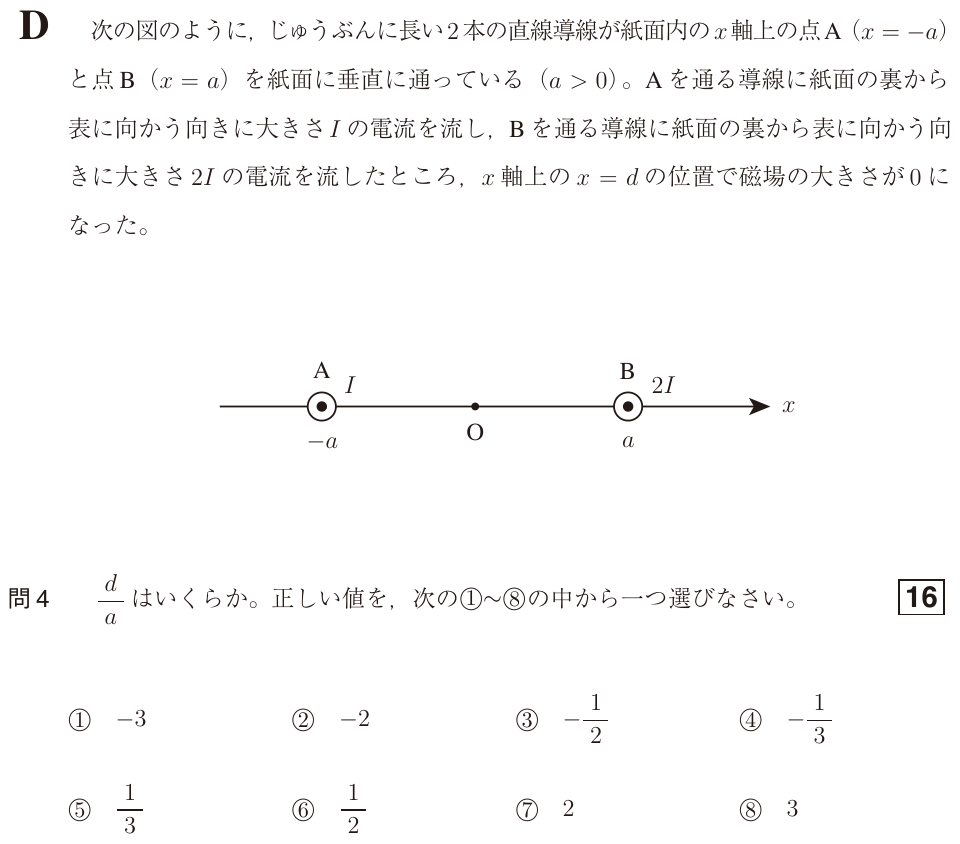 D 次の図のように，じゅうぶんに長い2本の直線導線が紙面内のx軸上の点A（x = −a）
と点B（x = a）を紙面に垂直に通っている（a > 0）。Aを通る導線に紙面の裏から
表に向かう向きに大きさIの電流を流し，Bを通る導線に紙面の裏から表に向かう向
きに大きさ2Iの電流を流したところ，x軸上のx = dの位置で磁場の大きさが0に
なった。
A I B 2I
x
−a O a
問4 d/a はいくらか。正しい値を，次の①～⑧の中から一つ選びなさい。 16
① −3 ② −2 ③ −1/2 ④ −1/3
⑤ 1/3 ⑥ 1/2 ⑦ 2 ⑧ 3